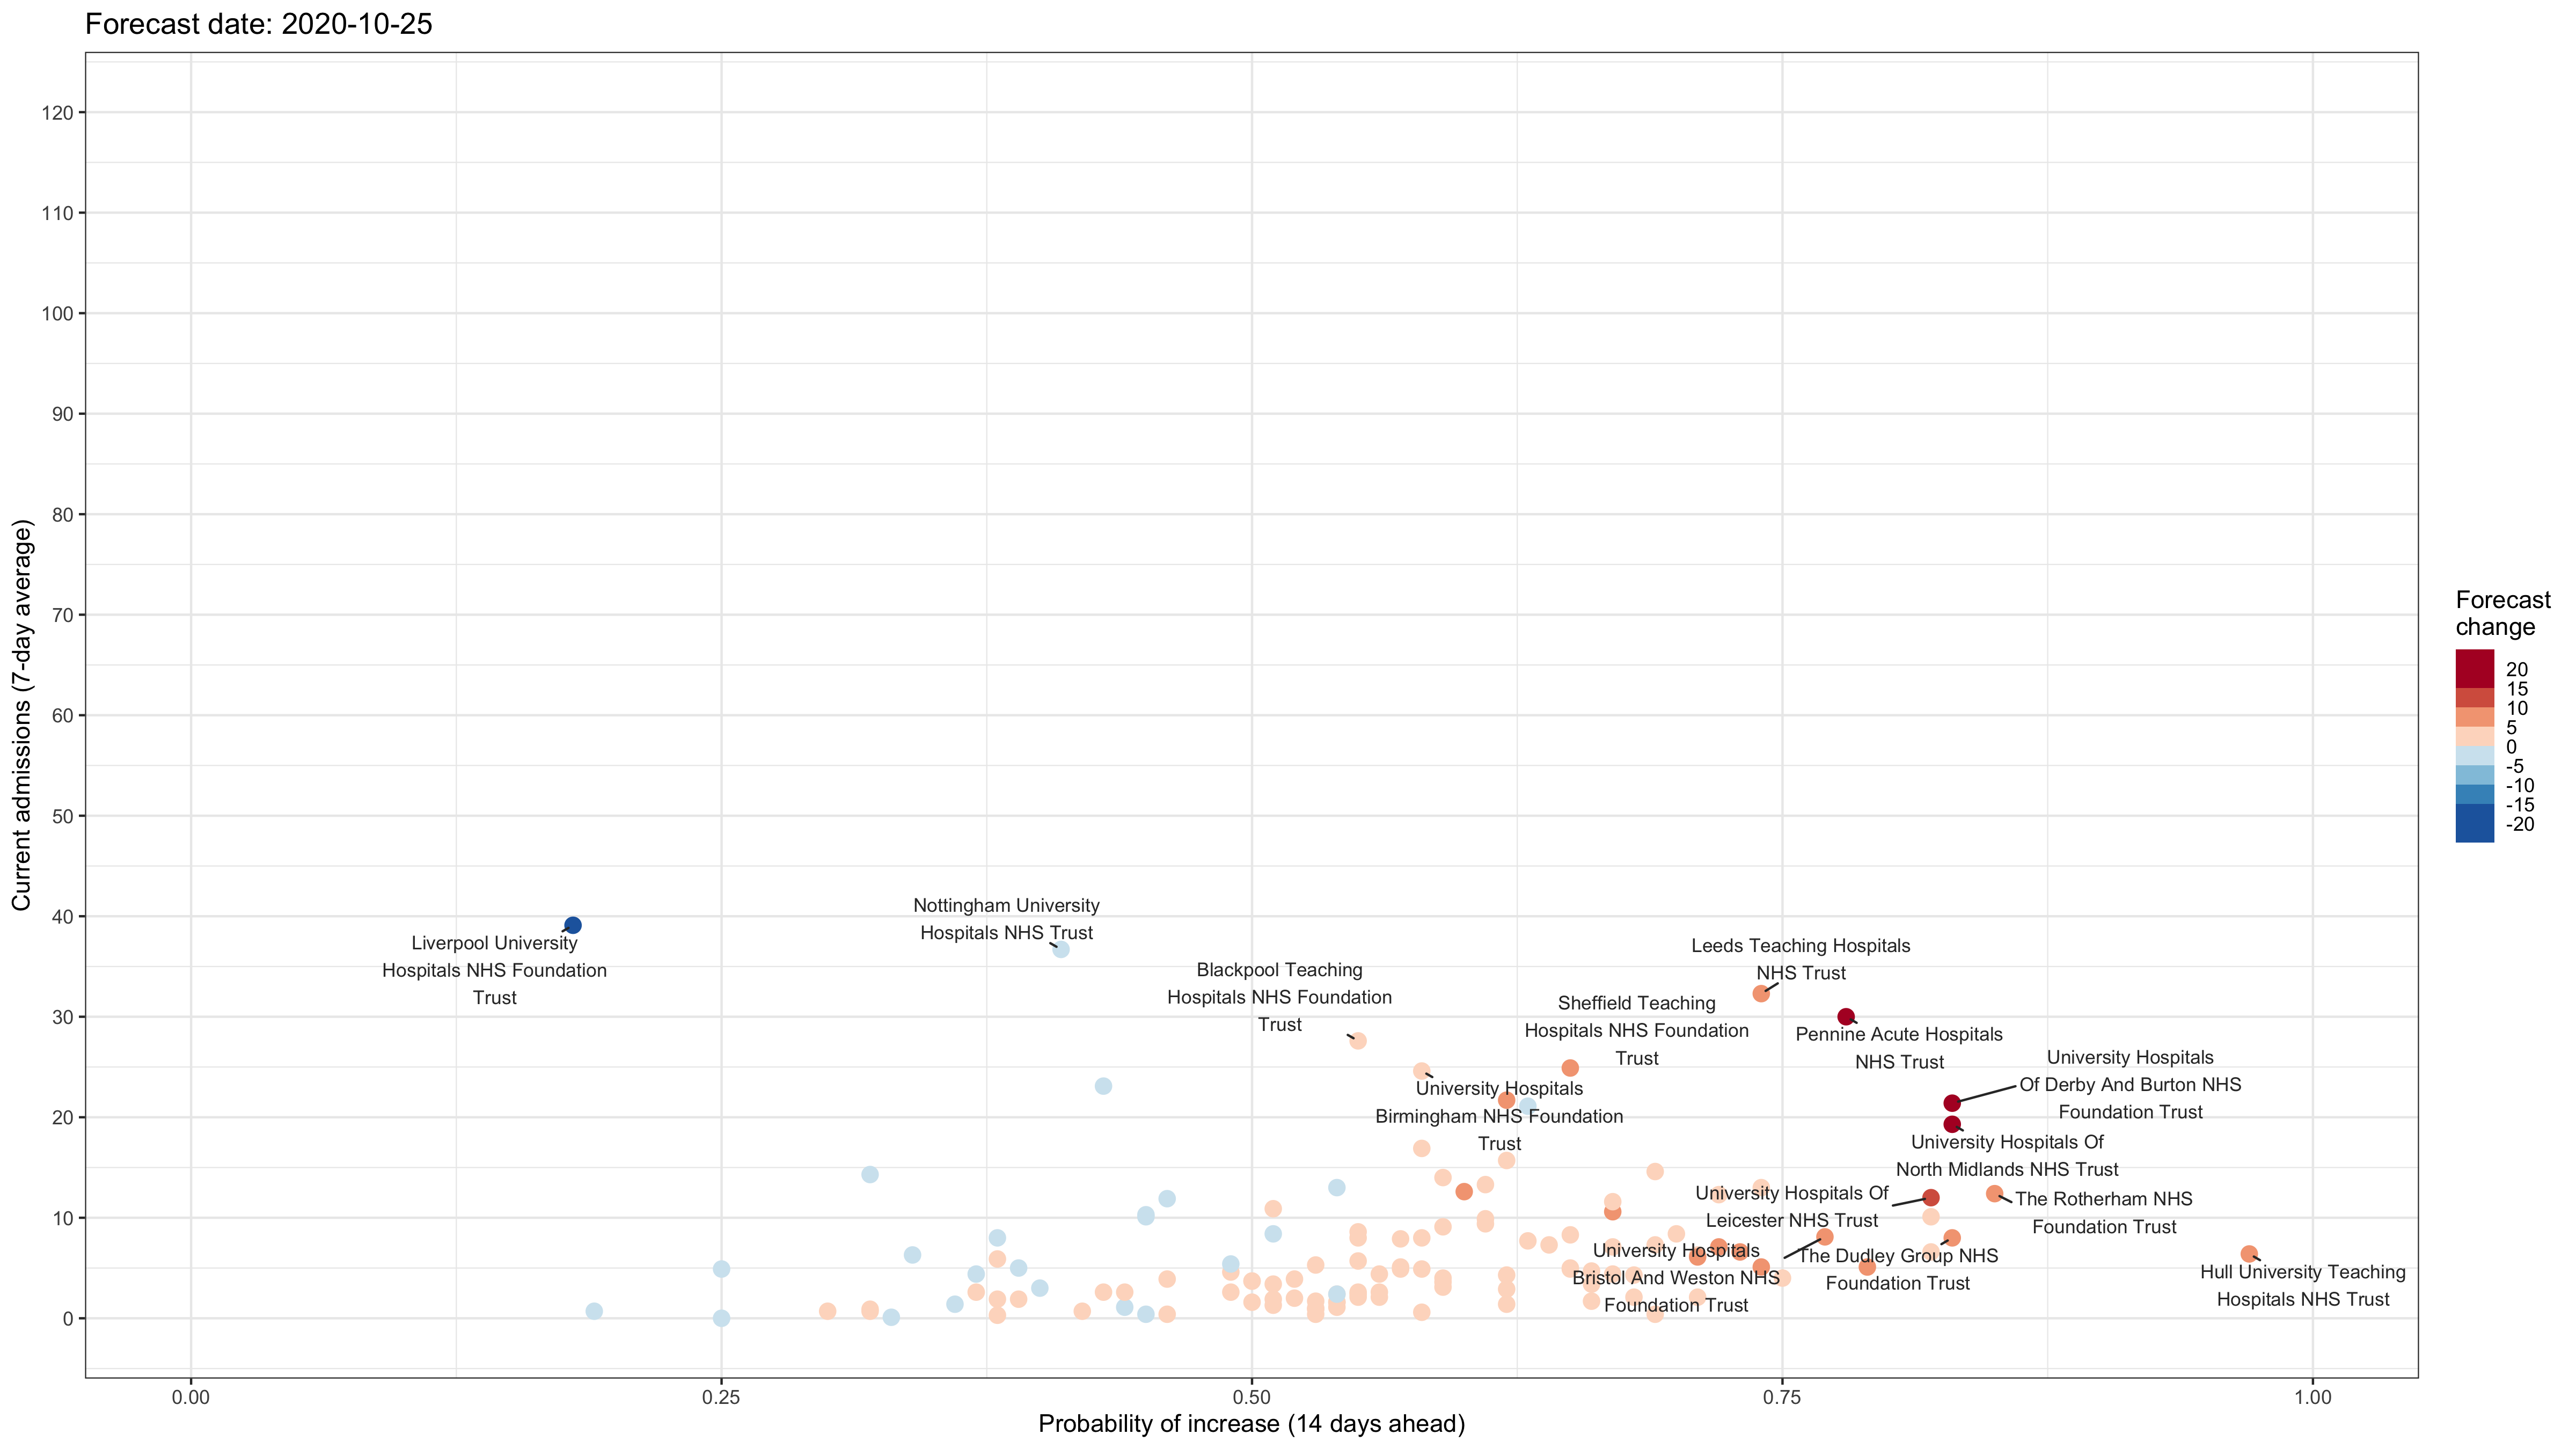 Forecast date: 2020-10-25
Current admissions (7-day average)
120
110
100
90
80
70
60
50
40
30
20
10
0
Liverpool University
Hospitals NHS Foundation
Trust
Nottingham University
Hospitals NHS Trust
Blackpool Teaching
Hospitals NHS Foundation
Trust
Leeds Teaching Hospitals
NHS Trust
Sheffield Teaching
Hospitals NHS Foundation
Trust
Pennine Acute Hospitals
NHS Trust
University Hospitals
Of Derby And Burton NHS
Foundation Trust
University Hospitals
Birmingham NHS Foundation
Trust
University Hospitals Of
North Midlands NHS Trust
University Hospitals Of
Leicester NHS Trust
The Rotherham NHS
Foundation Trust
University Hospitals
Bristol And Weston NHS
Foundation Trust
The Dudley Group NHS
Foundation Trust
Hull University Teaching
Hospitals NHS Trust
0.00
0.25
0.50
0.75
1.00
Probability of increase (14 days ahead)
Forecast
change
20
15
10
5
0
-5
-10
-15
-20